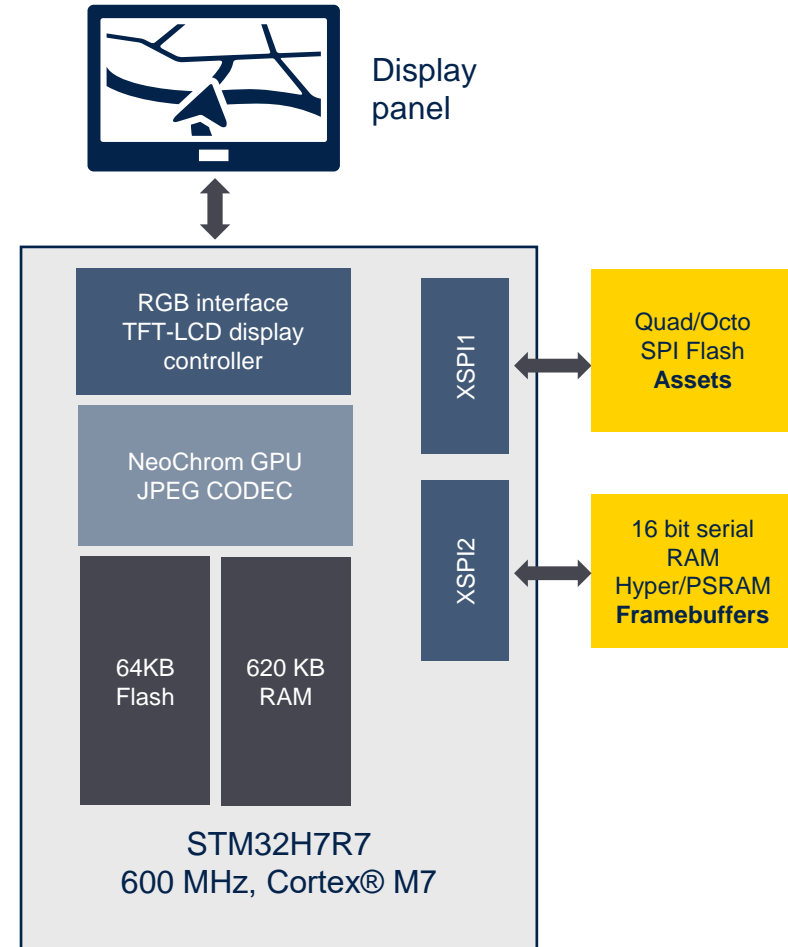 Display
panel
RGB interface
TFT-LCD display
controller
NeoChrom GPU
JPEG CODEC
64KB
Flash
620 KB
RAM
XSPI1
XSPI2
Quad/Octo
SPI Flash
Assets
16 bit serial
RAM
Hyper/PSRAM
Framebuffers
STM32H7R7
600 MHz, Cortex® M7